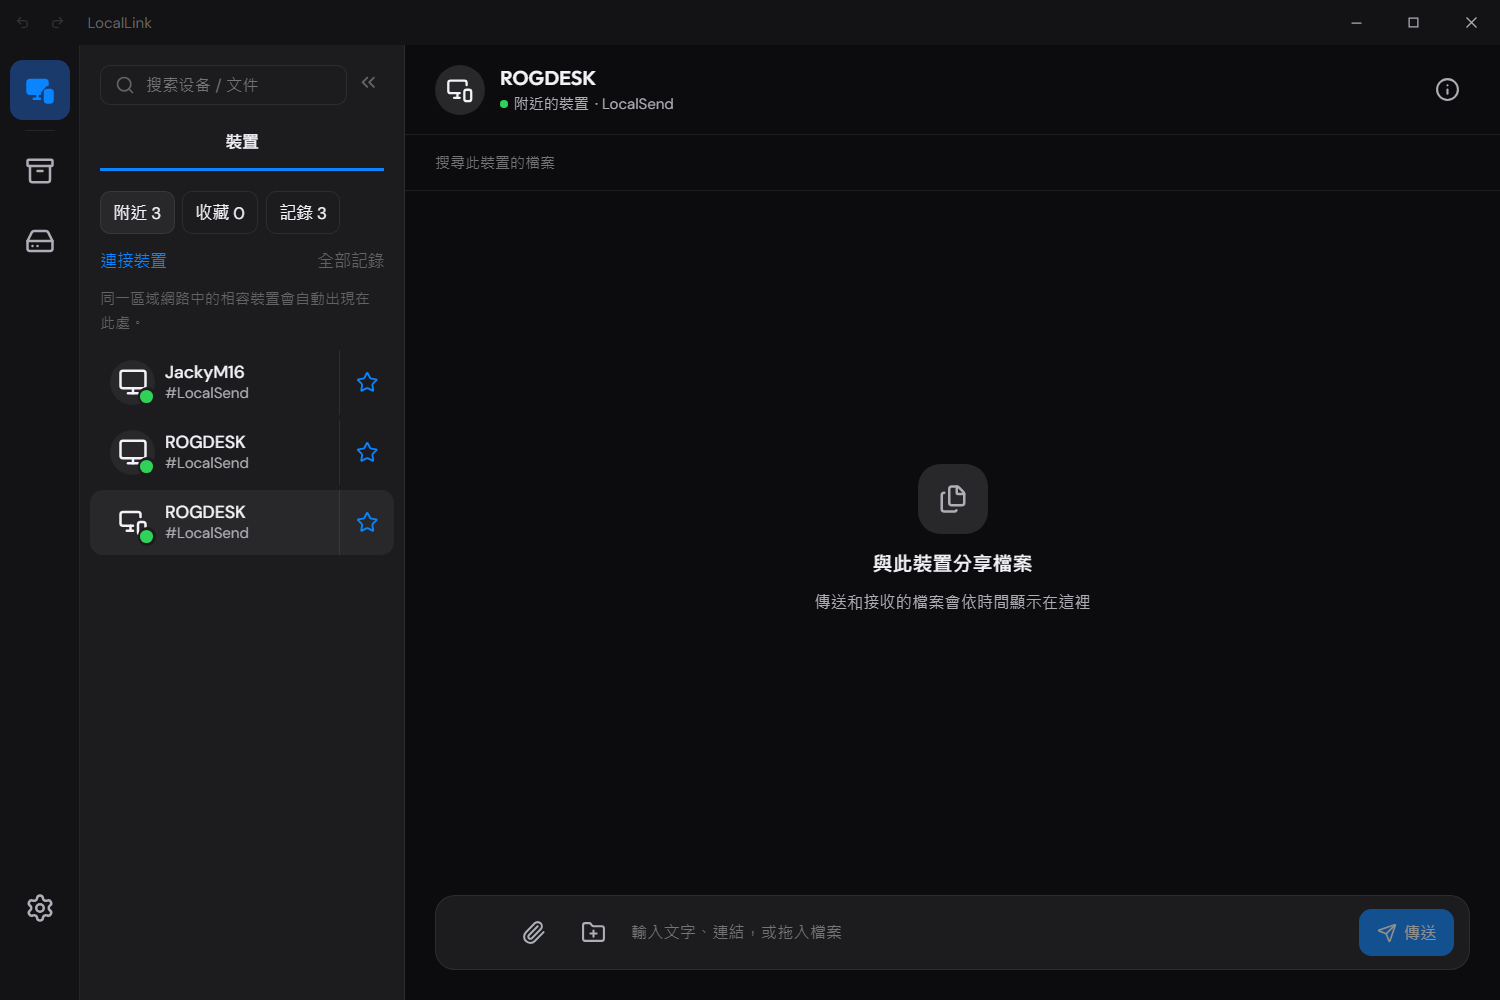 LocalLink
搜索设备 / 文件
裝置
附近 3
收藏 0
記錄 3
連接裝置
全部記錄
同一區域網路中的相容裝置會自動出現在
此處。
JackyM16
#LocalSend
ROGDESK
#LocalSend
ROGDESK
#LocalSend
ROGDESK
附近的裝置 · LocalSend
搜尋此裝置的檔案
與此裝置分享檔案
傳送和接收的檔案會依時間顯示在這裡
輸入文字、連結，或拖入檔案
傳送